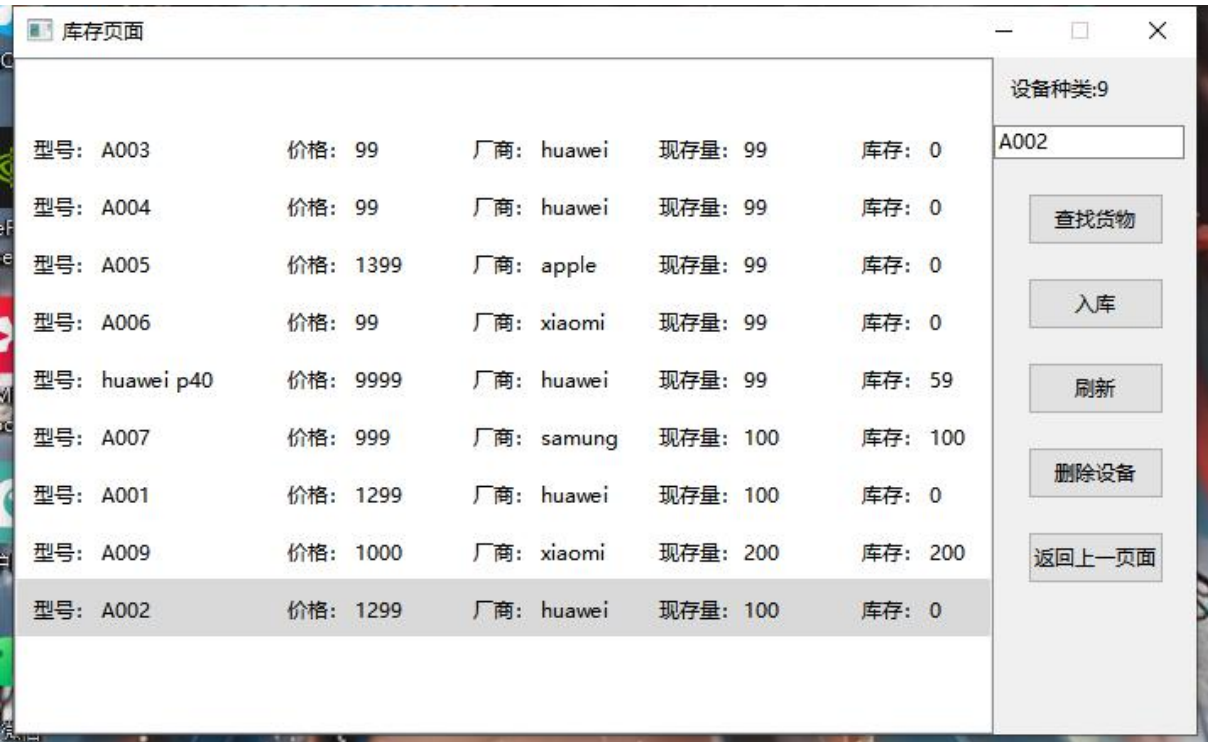 库存页面
设备种类:9
A002
型号: A003 价格: 99 厂商: huawei 现存量: 99 库存: 0
型号: A004 价格: 99 厂商: huawei 现存量: 99 库存: 0
查找货物
型号: A005 价格: 1399 厂商: apple 现存量: 99 库存: 0
入库
型号: A006 价格: 99 厂商: xiaomi 现存量: 99 库存: 0
型号: huawei p40 价格: 9999 厂商: huawei 现存量: 99 库存: 59
刷新
型号: A007 价格: 999 厂商: samung 现存量: 100 库存: 100
删除设备
型号: A001 价格: 1299 厂商: huawei 现存量: 100 库存: 0
型号: A009 价格: 1000 厂商: xiaomi 现存量: 200 库存: 200
返回上一页面
型号: A002 价格: 1299 厂商: huawei 现存量: 100 库存: 0